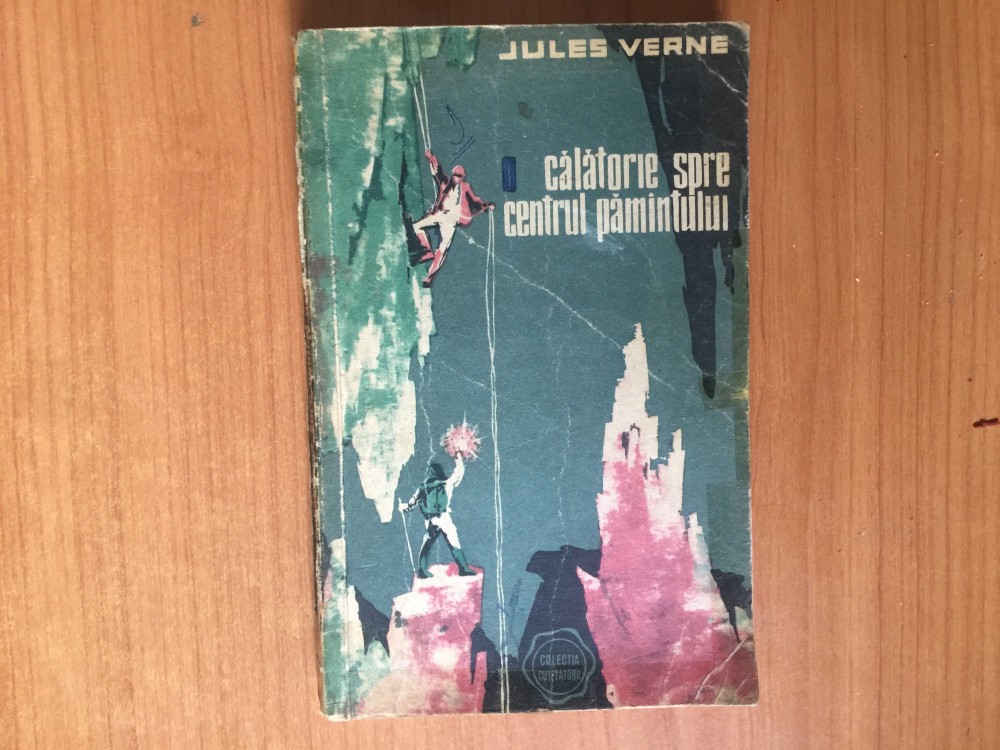 JULES VERNE
O călătorie spre
centrul pămîntului
COLECȚIA
CUTEZĂTORII